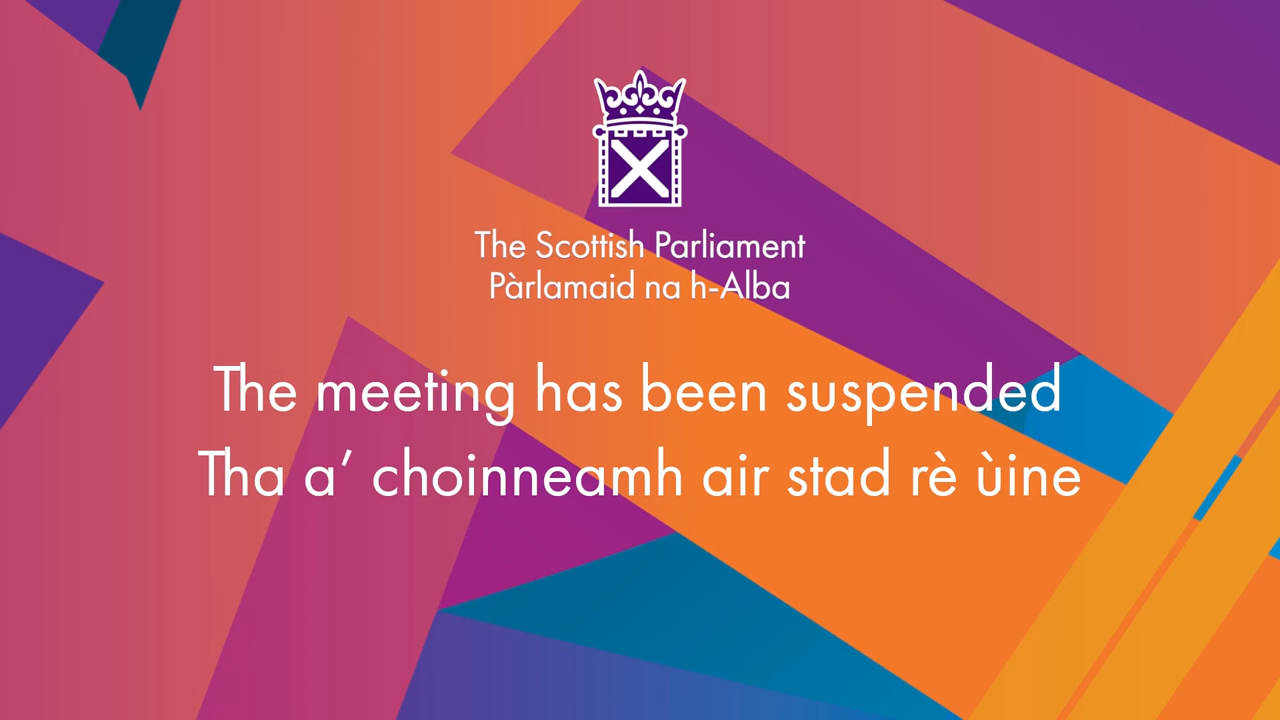 The Scottish Parliament
Pàrlamaid na h-Alba
The meeting has been suspended
Tha a’ choinneamh air stad rè ùine